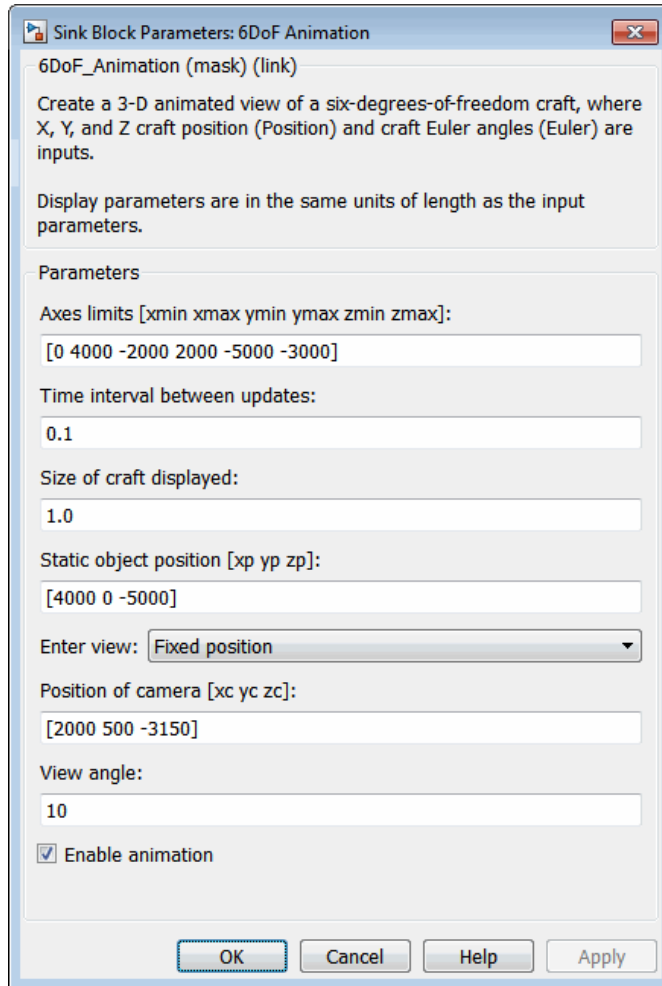 Sink Block Parameters: 6DoF Animation
6DoF_Animation (mask) (link)
Create a 3-D animated view of a six-degrees-of-freedom craft, where
X, Y, and Z craft position (Position) and craft Euler angles (Euler) are
inputs.
Display parameters are in the same units of length as the input
parameters.
Parameters
Axes limits [xmin xmax ymin ymax zmin zmax]:
[0 4000 -2000 2000 -5000 -3000]
Time interval between updates:
0.1
Size of craft displayed:
1.0
Static object position [xp yp zp]:
[4000 0 -5000]
Enter view: Fixed position
Position of camera [xc yc zc]:
[2000 500 -3150]
View angle:
10
Enable animation
OK Cancel Help Apply